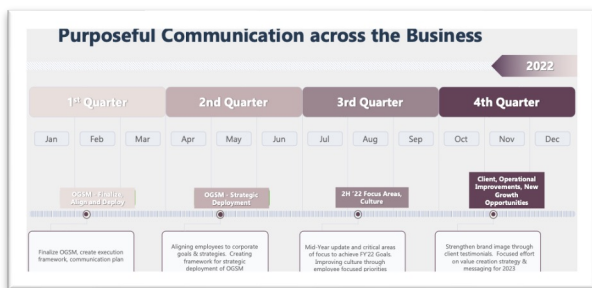 Purposeful Communication across the Business
2022
1st Quarter
2nd Quarter
3rd Quarter
4th Quarter
Jan
Feb
Mar
Apr
May
Jun
Jul
Aug
Sep
Oct
Nov
Dec
OGSM - Finalize,
Align and Deploy
OGSM - Strategic
Deployment
2H '22 Focus Areas,
Culture
Client, Operational
Improvements, New
Growth
Opportunities
Finalize OGSM, create execution
framework, communication plan
Aligning employees to corporate
goals & strategies. Creating
framework for strategic
deployment of OGSM
Mid-Year update and critical areas
of focus to achieve FY'22 Goals.
Improving culture through
employee focused priorities
Strengthen brand image through
client testimonials. Focused effort
on value creation strategy &
messaging for 2023